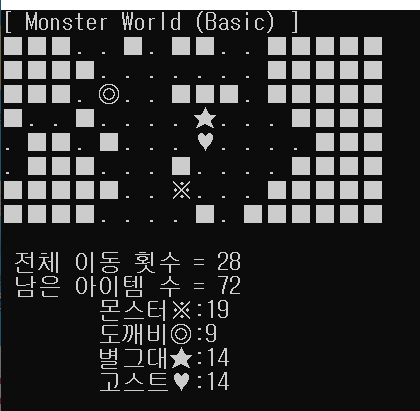 [ Monster World (Basic) ]
■■■. . ■. ■■. . ■■■■■
■■■■. . . . . . . ■■■■■
■■■. ◎. . ■■■. ■■■■■
■. . ■. . . . ★. . . ■■■■
. ■■. ■. . . ♥. . . . ■■■
. ■■■. . . ■. . . . ■■■■
■■■■■. . ※. . . ■■■■■
■■■■. . . . ■. ■■■■■■
전체 이동 횟수 = 28
남은 아이템 수 = 72
몬스터※:19
도깨비◎:9
별그대★:14
고스트♥:14